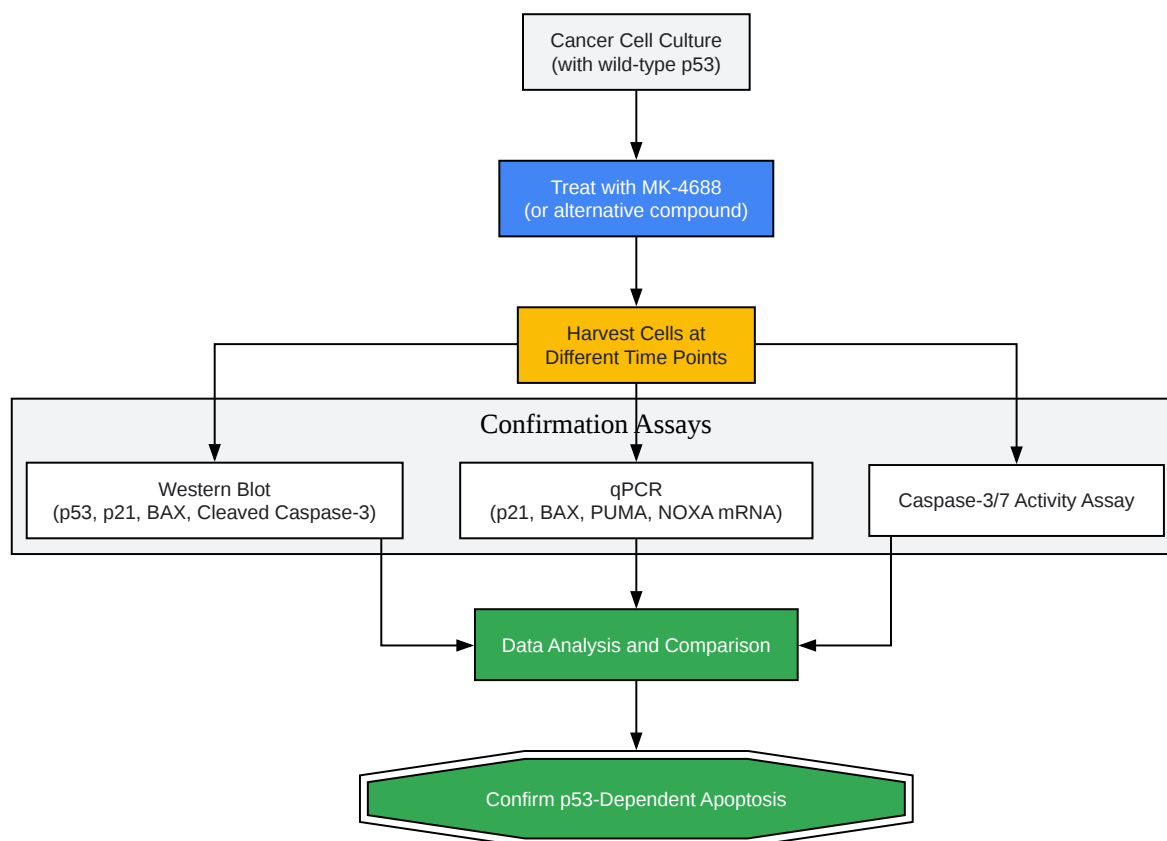 Cancer Cell Culture
(with wild-type p53)
Treat with MK-4688
(or alternative compound)
Harvest Cells at
Different Time Points
Confirmation Assays
Western Blot
(p53, p21, BAX, Cleaved Caspase-3)
qPCR
(p21, BAX, PUMA, NOXA mRNA)
Caspase-3/7 Activity Assay
Data Analysis and Comparison
Confirm p53-Dependent Apoptosis